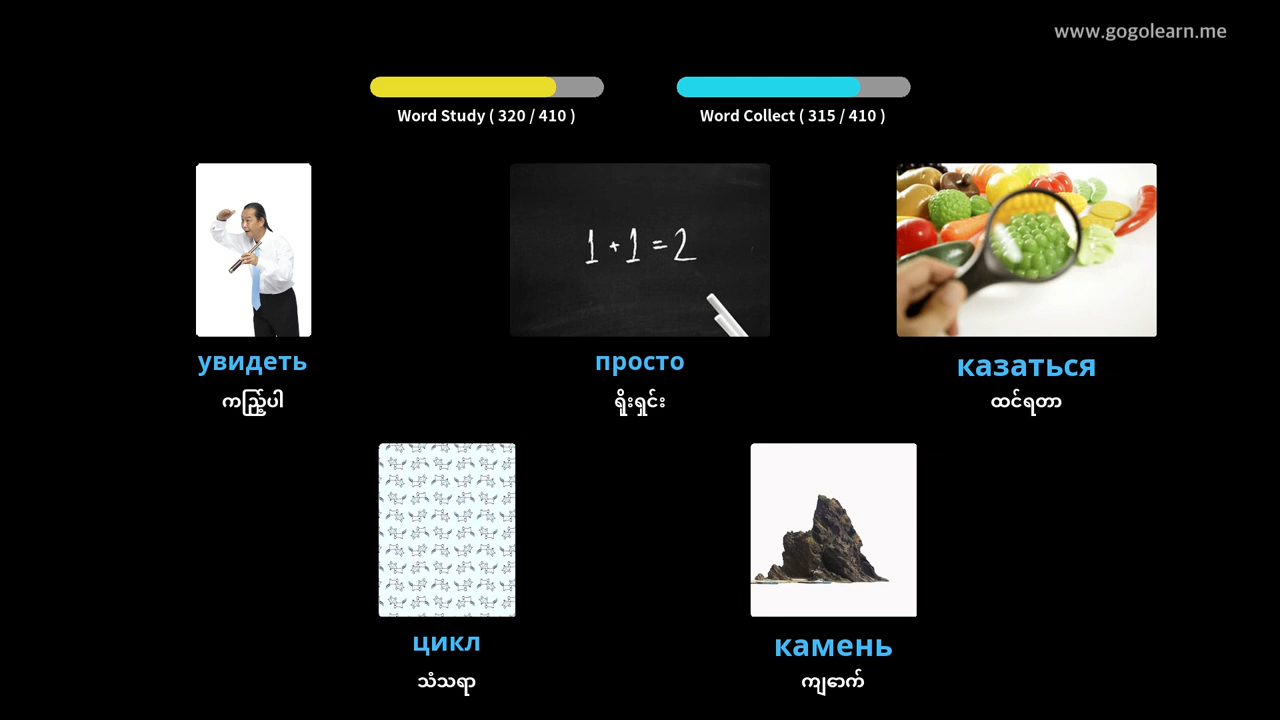 www.gogolearn.me
Word Study ( 320 / 410 )
Word Collect ( 315 / 410 )
1 + 1 = 2
увидеть
просто
казаться
ကည့်ပါ
ရိုးရှင်း
ထင်ရတာ
цикл
камень
သံသရာ
ကျောက်